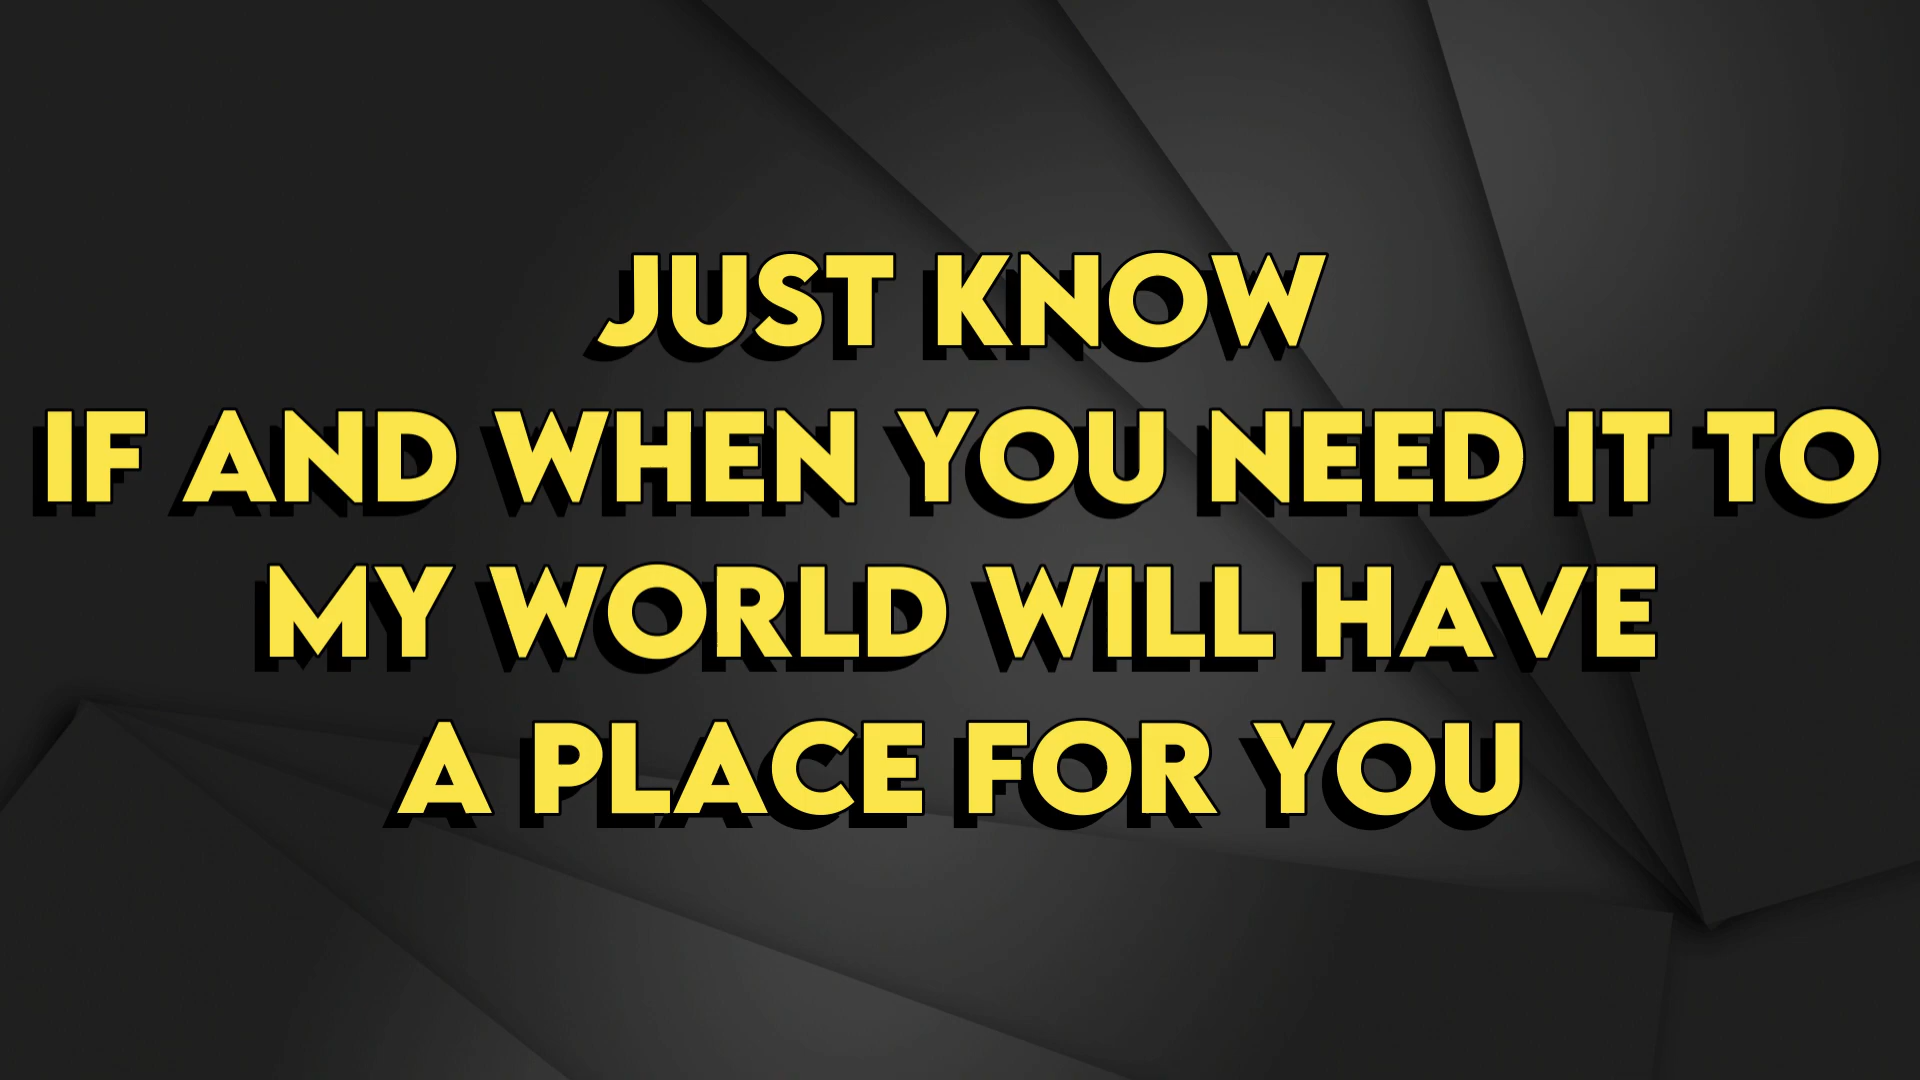 JUST KNOW
IF AND WHEN YOU NEED IT TO
MY WORLD WILL HAVE
A PLACE FOR YOU